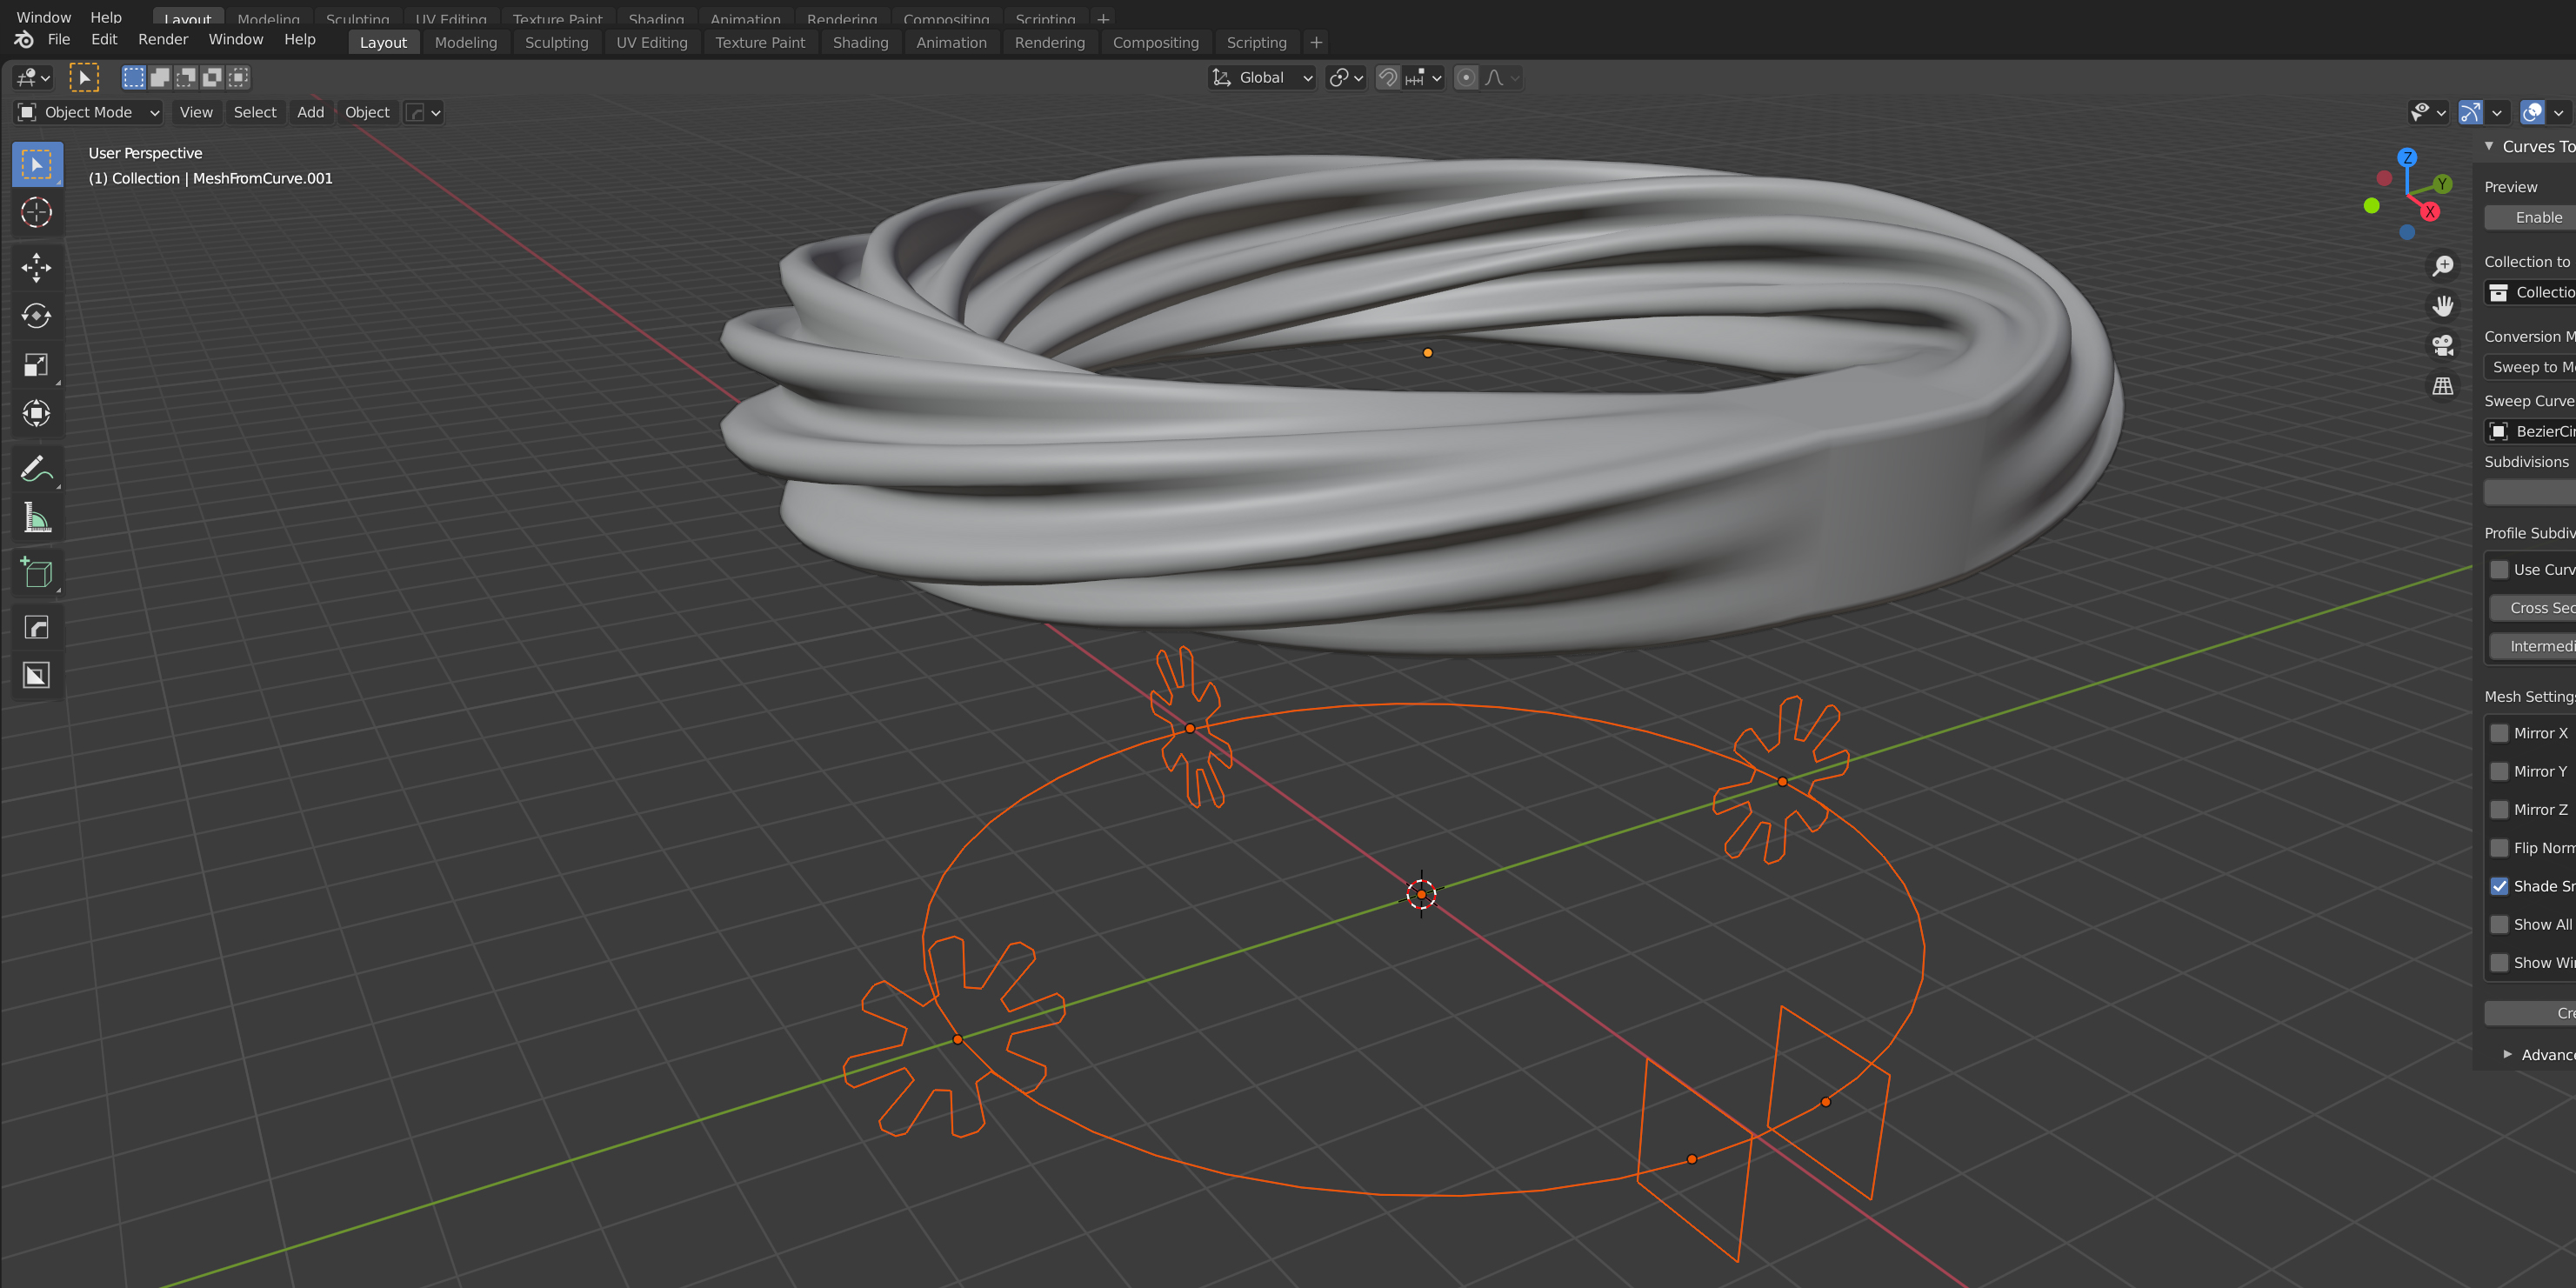 Window Help Layout Modeling Sculpting UV Editing Texture Paint Shading Animation Rendering Compositing Scripting +
File Edit Render Window Help Layout Modeling Sculpting UV Editing Texture Paint Shading Animation Rendering Compositing Scripting +
Global
Object Mode View Select Add Object
User Perspective
(1) Collection | MeshFromCurve.001
Z
Y
X
Curves To
Preview
Enable
Collection to
Collectio
Conversion M
Sweep to M
Sweep Curve
BezierCir
Subdivisions
Profile Subdiv
Use Curv
Cross Sec
Intermedi
Mesh Setting
Mirror X
Mirror Y
Mirror Z
Flip Norm
Shade Sm
Show All
Show Wi
Cre
Advance